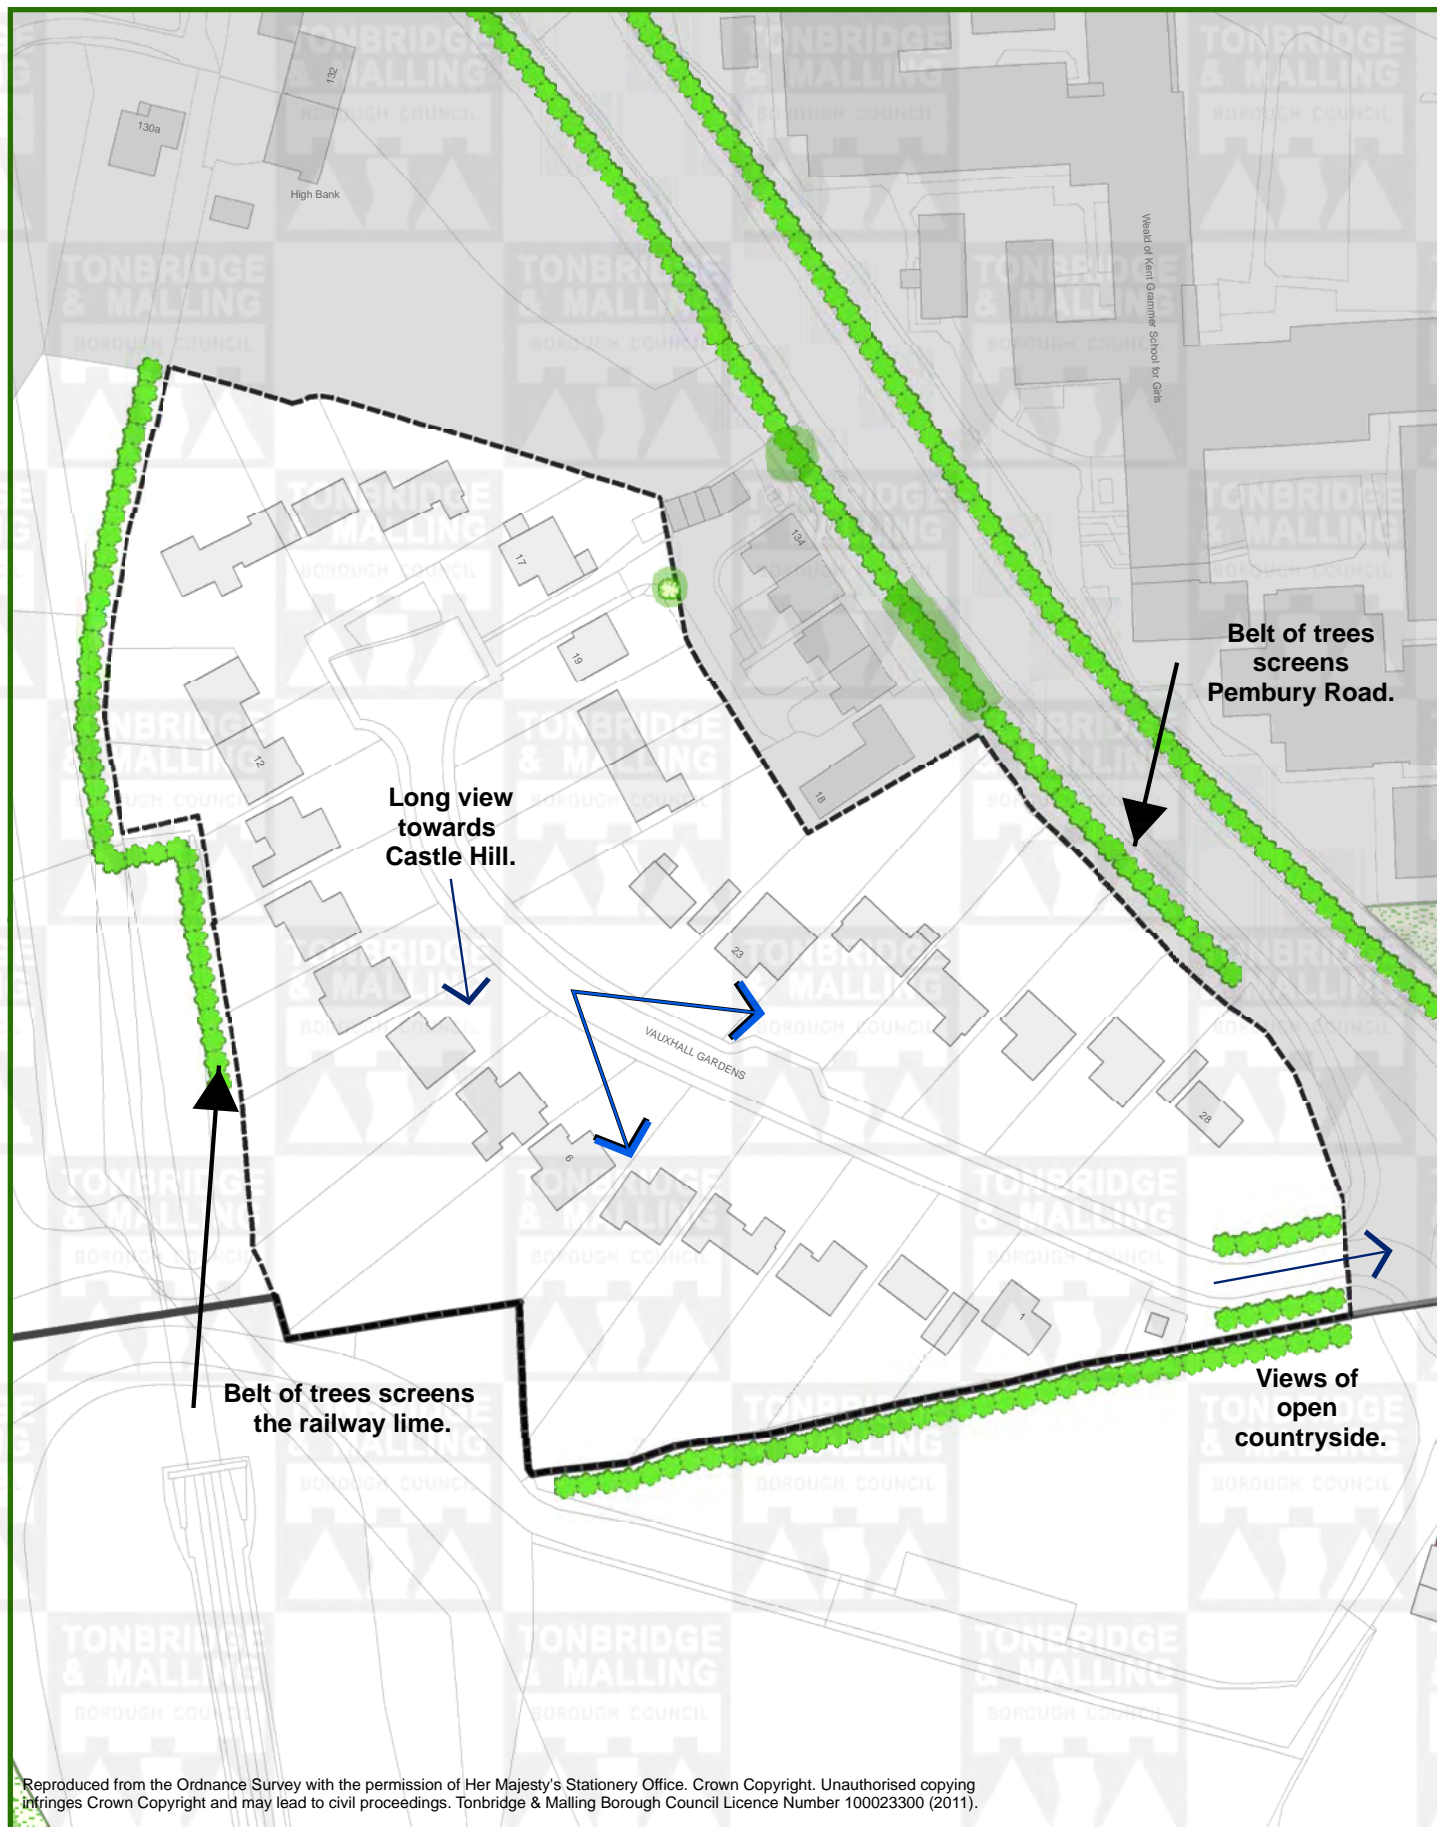 132
130a
High Bank
Weald of Kent Grammer School for Girls
134
17
19
Belt of trees
screens
Pembury Road.
12
18
Long view
towards
Castle Hill.
23
VAUXHALL GARDENS
28
6
1
Belt of trees screens
the railway lime.
Views of
open
countryside.
TONBRIDGE
& MALLING
BOROUGH COUNCIL
Reproduced from the Ordnance Survey with the permission of Her Majesty's Stationery Office. Crown Copyright. Unauthorised copying
infringes Crown Copyright and may lead to civil proceedings. Tonbridge & Malling Borough Council Licence Number 100023300 (2011).